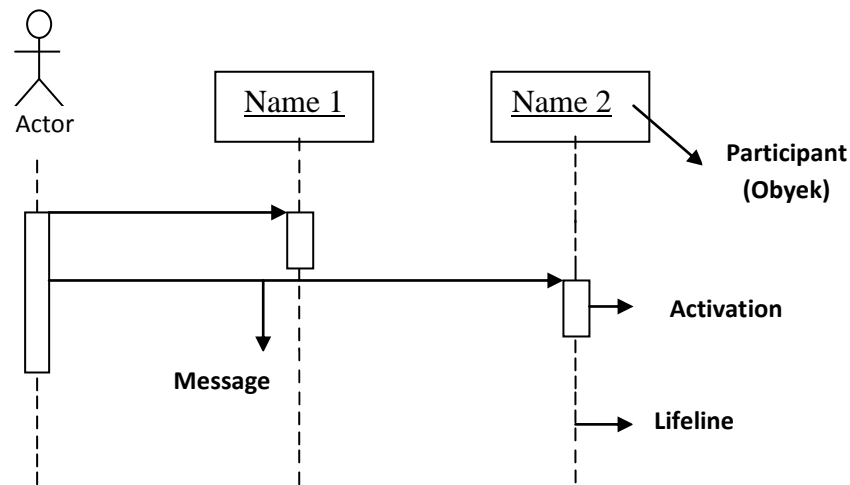 Actor
Name 1
Name 2
Participant
(Obyek)
Activation
Message
Lifeline